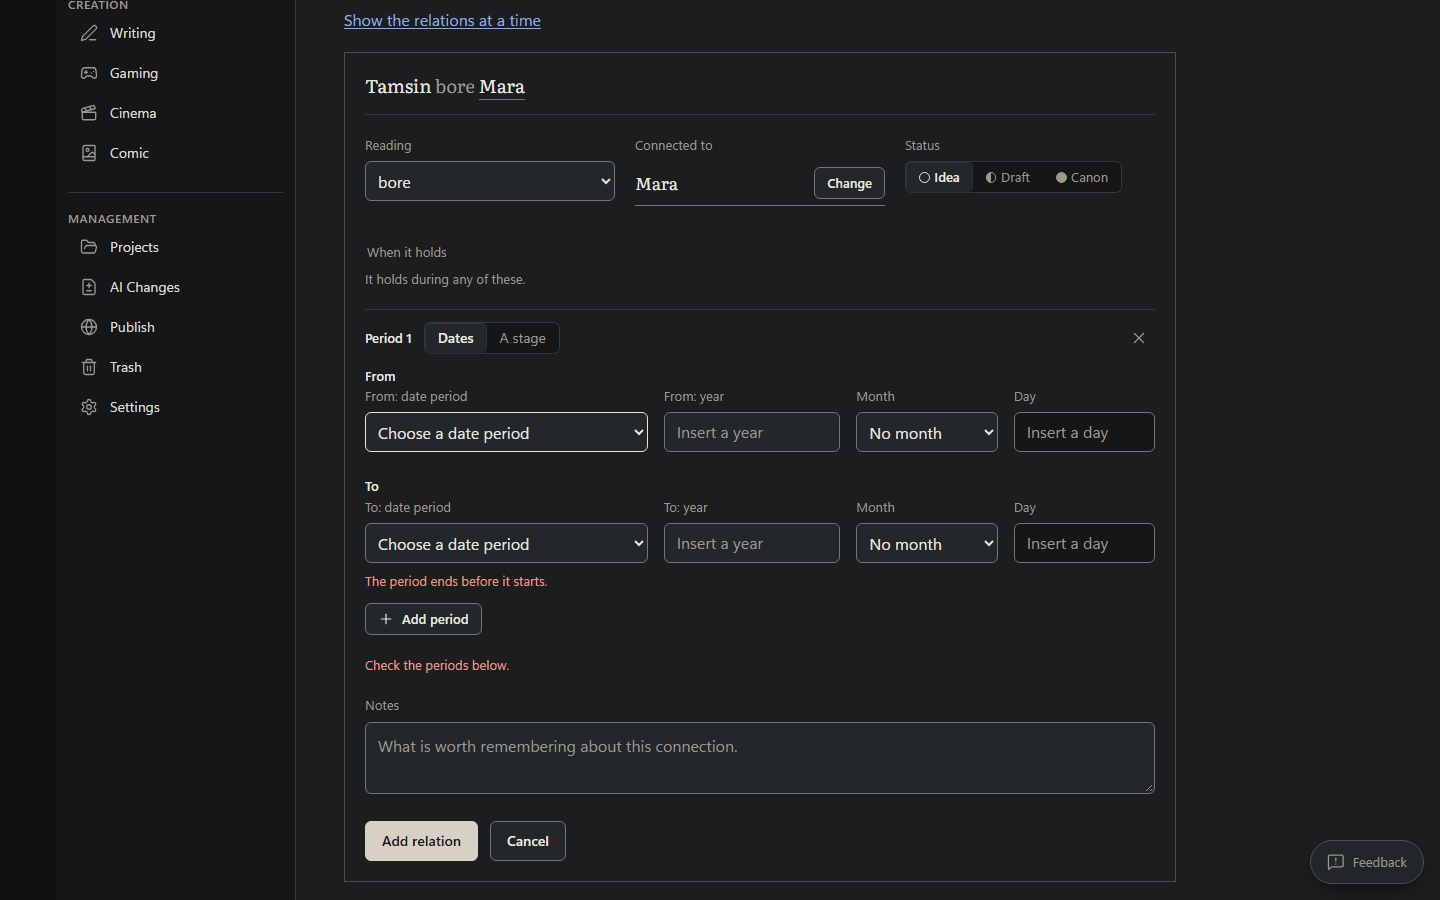 CREATION
Writing
Gaming
Cinema
Comic
MANAGEMENT
Projects
AI Changes
Publish
Trash
Settings
Show the relations at a time
Tamsin bore Mara
Reading
Connected to
Status
bore
Mara
Change
Idea
Draft
Canon
When it holds
It holds during any of these.
Period 1
Dates
A stage
From
From: date period
From: year
Month
Day
Choose a date period
Insert a year
No month
Insert a day
To
To: date period
To: year
Month
Day
Choose a date period
Insert a year
No month
Insert a day
The period ends before it starts.
Add period
Check the periods below.
Notes
What is worth remembering about this connection.
Add relation
Cancel
Feedback